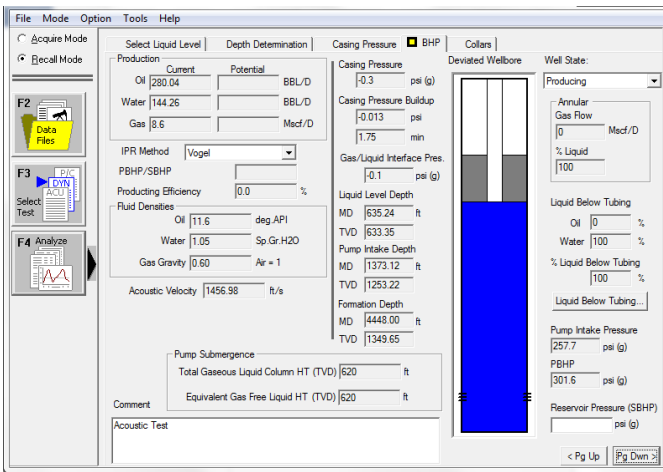 File Mode Option Tools Help
Acquire Mode
Recall Mode
F2
Data
Files
F3
P/C
DYN
ACU
Select
Test
F4 Analyze
Select Liquid Level
Depth Determination
Casing Pressure
BHP
Collars
Production
Current Potential
Oil 280.04 BBL/D
Water 144.26 BBL/D
Gas 8.6 Mscf/D
IPR Method Vogel
PBHP/SBHP
Producting Efficiency 0.0 %
Fluid Densities
Oil 11.6 deg.API
Water 1.05 Sp.Gr.H2O
Gas Gravity 0.60 Air = 1
Acoustic Velocity 1456.98 ft/s
Casing Pressure
-0.3 psi (g)
Casing Pressure Buildup
-0.013 psi
1.75 min
Gas/Liquid Interface Pres.
-0.1 psi (g)
Liquid Level Depth
MD 635.24 ft
TVD 633.35
Pump Intake Depth
MD 1373.12 ft
TVD 1253.22
Formation Depth
MD 4448.00 ft
TVD 1349.65
Pump Submergence
Total Gaseous Liquid Column HT (TVD) 620 ft
Equivalent Gas Free Liquid HT (TVD) 620 ft
Comment
Acoustic Test
Deviated Wellbore
Well State:
Producing
Annular
Gas Flow
0 Mscf/D
% Liquid
100
Liquid Below Tubing
Oil 0 %
Water 100 %
% Liquid Below Tubing
100 %
Liquid Below Tubing...
Pump Intake Pressure
257.7 psi (g)
PBHP
301.6 psi (g)
Reservoir Pressure (SBHP)
psi (g)
< Pg Up
Pg Dwn >